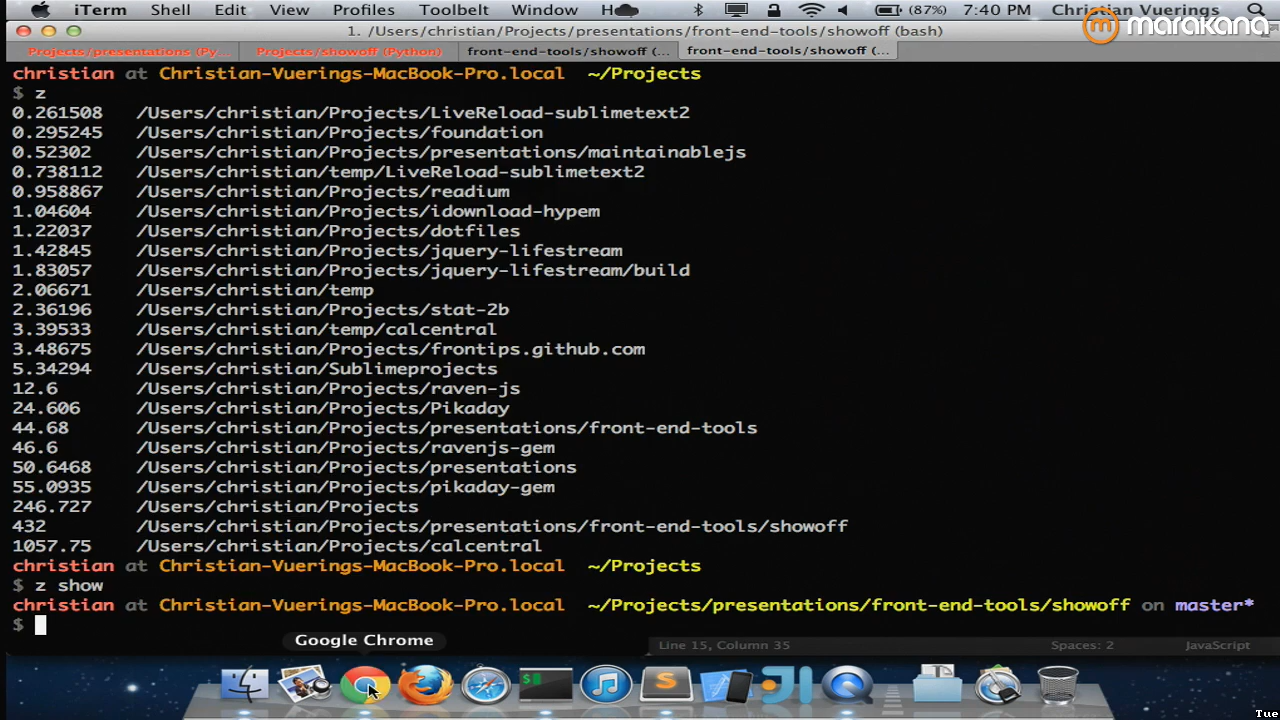 iTerm Shell Edit View Profiles Toolbelt Window H (87%) 7:40 PM Christian Vuerings
marakana
1. /Users/christian/Projects/presentations/front-end-tools/showoff (bash)
Projects/presentations (Py... Projects/showoff (Python) front-end-tools/showoff (... front-end-tools/showoff (...
christian at Christian-Vuerings-MacBook-Pro.local ~/Projects
$ z
0.261508 /Users/christian/Projects/LiveReload-sublimetext2
0.295245 /Users/christian/Projects/foundation
0.52302 /Users/christian/Projects/presentations/maintainablejs
0.738112 /Users/christian/temp/LiveReload-sublimetext2
0.958867 /Users/christian/Projects/readium
1.04604 /Users/christian/Projects/idownload-hypem
1.22037 /Users/christian/Projects/dotfiles
1.42845 /Users/christian/Projects/jquery-lifestream
1.83057 /Users/christian/Projects/jquery-lifestream/build
2.06671 /Users/christian/temp
2.36196 /Users/christian/Projects/stat-2b
3.39533 /Users/christian/temp/calcentral
3.48675 /Users/christian/Projects/frontips.github.com
5.34294 /Users/christian/Sublimeprojects
12.6 /Users/christian/Projects/raven-js
24.606 /Users/christian/Projects/Pikaday
44.68 /Users/christian/Projects/presentations/front-end-tools
46.6 /Users/christian/Projects/ravenjs-gem
50.6468 /Users/christian/Projects/presentations
55.0935 /Users/christian/Projects/pikaday-gem
246.727 /Users/christian/Projects
432 /Users/christian/Projects/presentations/front-end-tools/showoff
1057.75 /Users/christian/Projects/calcentral
christian at Christian-Vuerings-MacBook-Pro.local ~/Projects
$ z show
christian at Christian-Vuerings-MacBook-Pro.local ~/Projects/presentations/front-end-tools/showoff on master*
$
Google Chrome
Line 15, Column 35 Spaces: 2 JavaScript
Tue